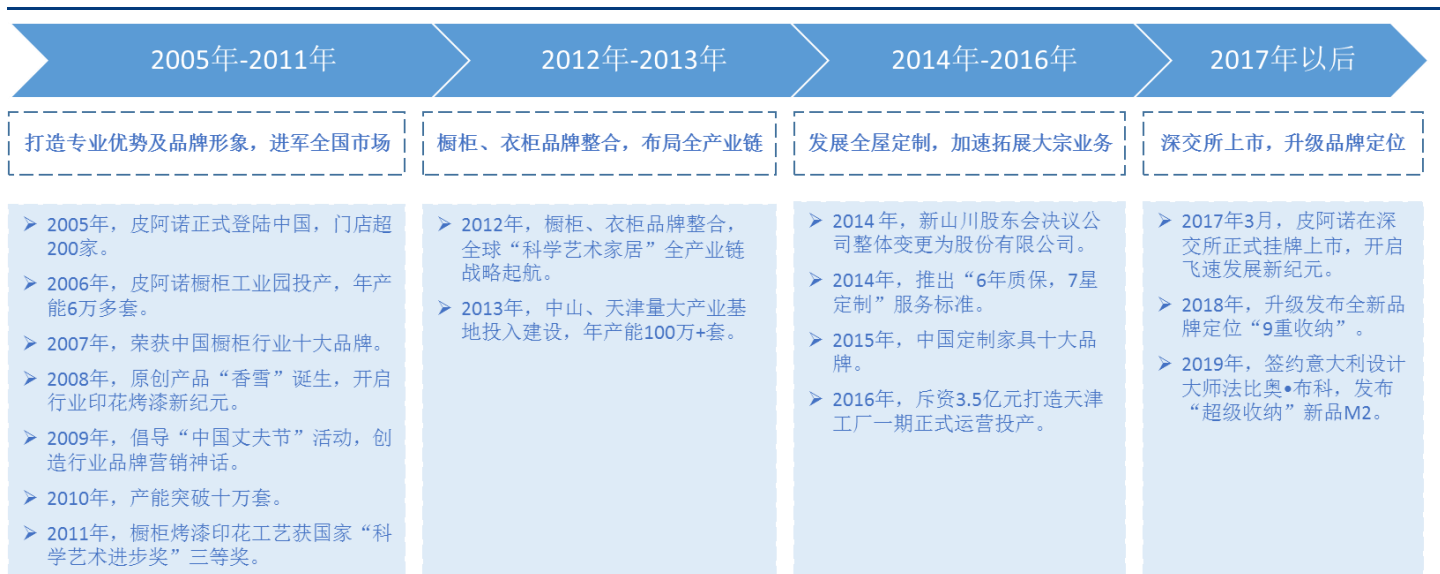 2005年-2011年
2012年-2013年
2014年-2016年
2017年以后
打造专业优势及品牌形象，进军全国市场
橱柜、衣柜品牌整合，布局全产业链
发展全屋定制，加速拓展大宗业务
深交所上市，升级品牌定位
➢ 2005年，皮阿诺正式登陆中国，门店超
200家。
➢ 2006年，皮阿诺橱柜工业园投产，年产
能6万多套。
➢ 2007年，荣获中国橱柜行业十大品牌。
➢ 2008年，原创产品“香雪”诞生，开启
行业印花烤漆新纪元。
➢ 2009年，倡导“中国丈夫节”活动，创
造行业品牌营销神话。
➢ 2010年，产能突破十万套。
➢ 2011年，橱柜烤漆印花工艺获国家“科
学艺术进步奖”三等奖。
➢ 2012年，橱柜、衣柜品牌整合，
全球“科学艺术家居”全产业链
战略起航。
➢ 2013年，中山、天津量大产业基
地投入建设，年产能100万+套。
➢ 2014年，新山川股东会决议公
司整体变更为股份有限公司。
➢ 2014年，推出“6年质保，7星
定制”服务标准。
➢ 2015年，中国定制家具十大品
牌。
➢ 2016年，斥资3.5亿元打造天津
工厂一期正式运营投产。
➢ 2017年3月，皮阿诺在深
交所正式挂牌上市，开启
飞速发展新纪元。
➢ 2018年，升级发布全新品
牌定位“9重收纳”。
➢ 2019年，签约意大利设计
大师法比奥•布科，发布
“超级收纳”新品M2。